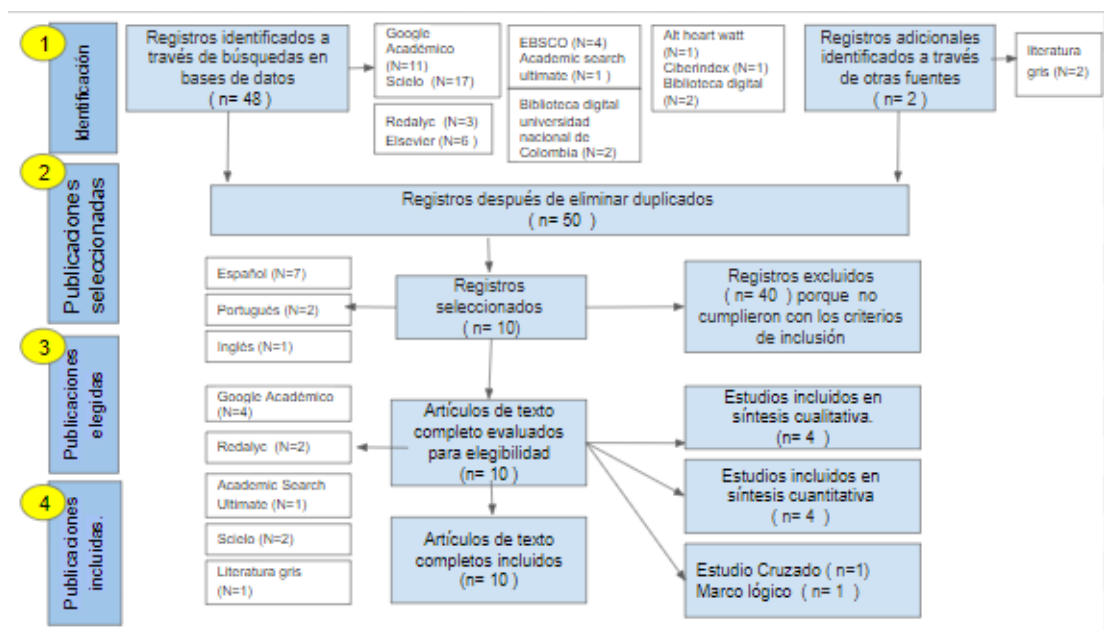 1
Identificación
Registros identificados a
través de búsquedas en
bases de datos
( n= 48 )
Google
Académico
(N=11)
Scielo (N=17)
Redalyc (N=3)
Elsevier (N=6 )
EBSCO (N=4)
Academic search
ultimate (N=1 )
Biblioteca digital
universidad
nacional de
Colombia (N=2)
Alt heart watt
(N=1)
Ciberindex (N=1)
Biblioteca digital
(N=2)
Registros adicionales
identificados a través
de otras fuentes
( n= 2 )
literatura
gris (N=2)
2
Publicaciones
seleccionadas
Registros después de eliminar duplicados
( n= 50 )
Español (N=7)
Portugués (N=2)
Inglés (N=1)
Registros
seleccionados
( n= 10)
Registros excluidos
( n= 40 ) porque no
cumplieron con los criterios
de inclusión
3
Publicaciones
elegidas
Google Académico
(N=4)
Redalyc (N=2)
Academic Search
Ultimate (N=1)
Scielo (N=2)
Literatura gris
(N=1)
Artículos de texto
completo evaluados
para elegibilidad
(n= 10 )
Estudios incluidos en
síntesis cualitativa.
(n= 4 )
Estudios incluidos en
síntesis cuantitativa
( n= 4 )
Estudio Cruzado ( n=1)
Marco lógico ( n= 1 )
4
Publicaciones
incluidas.
Artículos de texto
completos incluidos
(n= 10 )